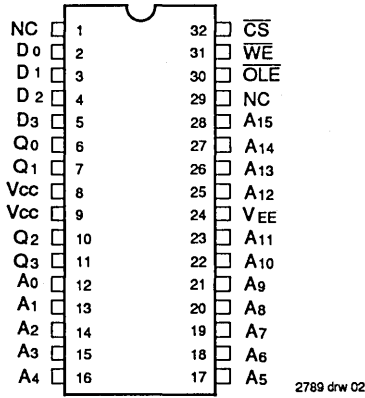 NC 1 32 CS
D0 2 31 WE
D1 3 30 OLE
D2 4 29 NC
D3 5 28 A15
Q0 6 27 A14
Q1 7 26 A13
Vcc 8 25 A12
Vcc 9 24 VEE
Q2 10 23 A11
Q3 11 22 A10
A0 12 21 A9
A1 13 20 A8
A2 14 19 A7
A3 15 18 A6
A4 16 17 A5
2789 drw 02